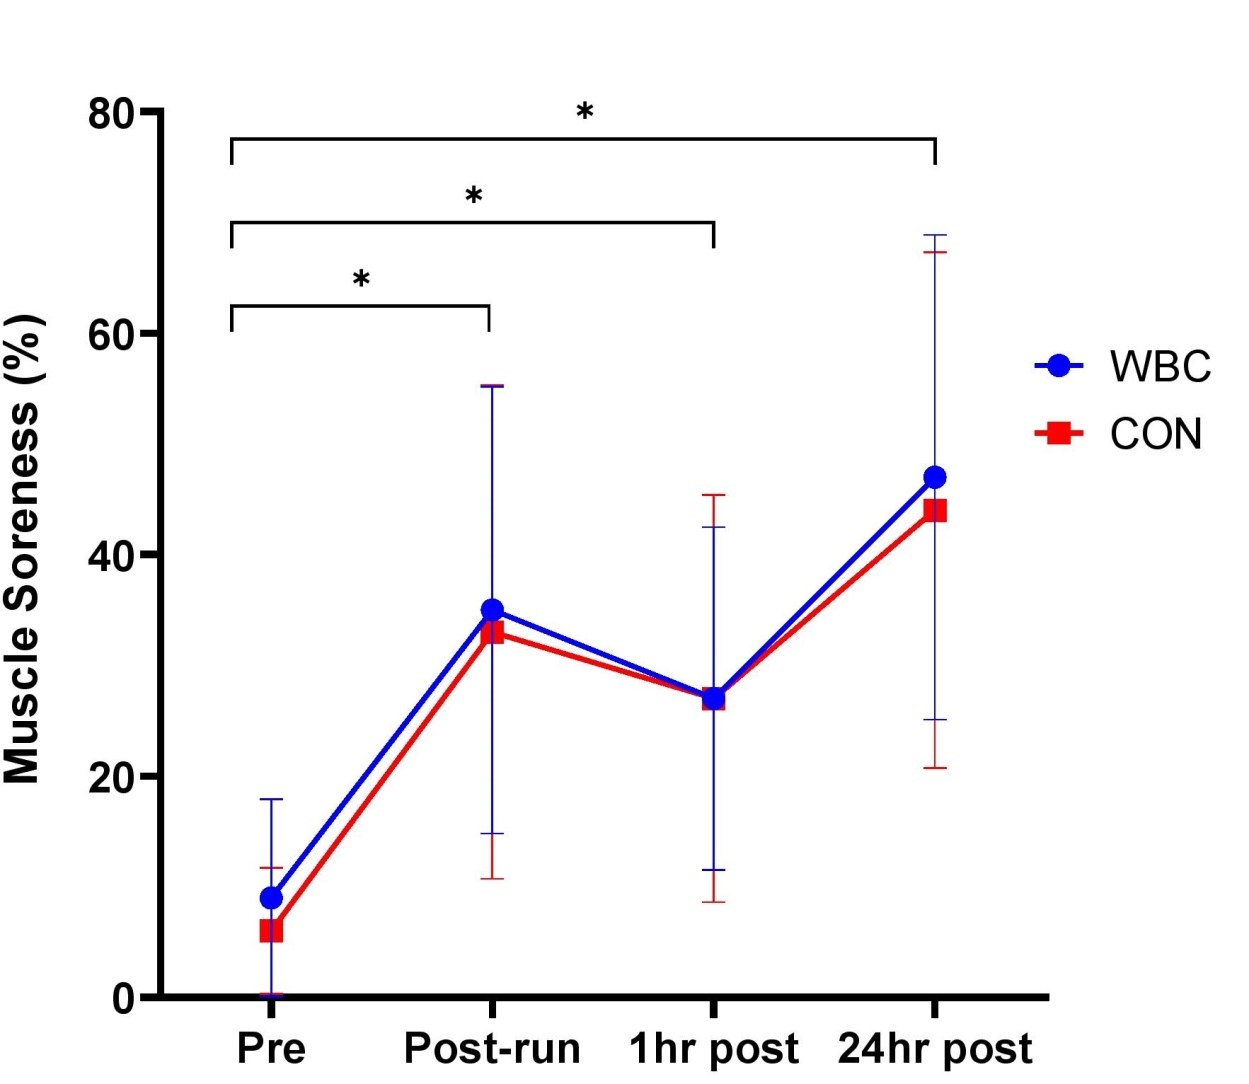 80
*
*
*
60
40
20
0
Muscle Soreness (%)
WBC
CON
Pre
Post-run
1hr post
24hr post